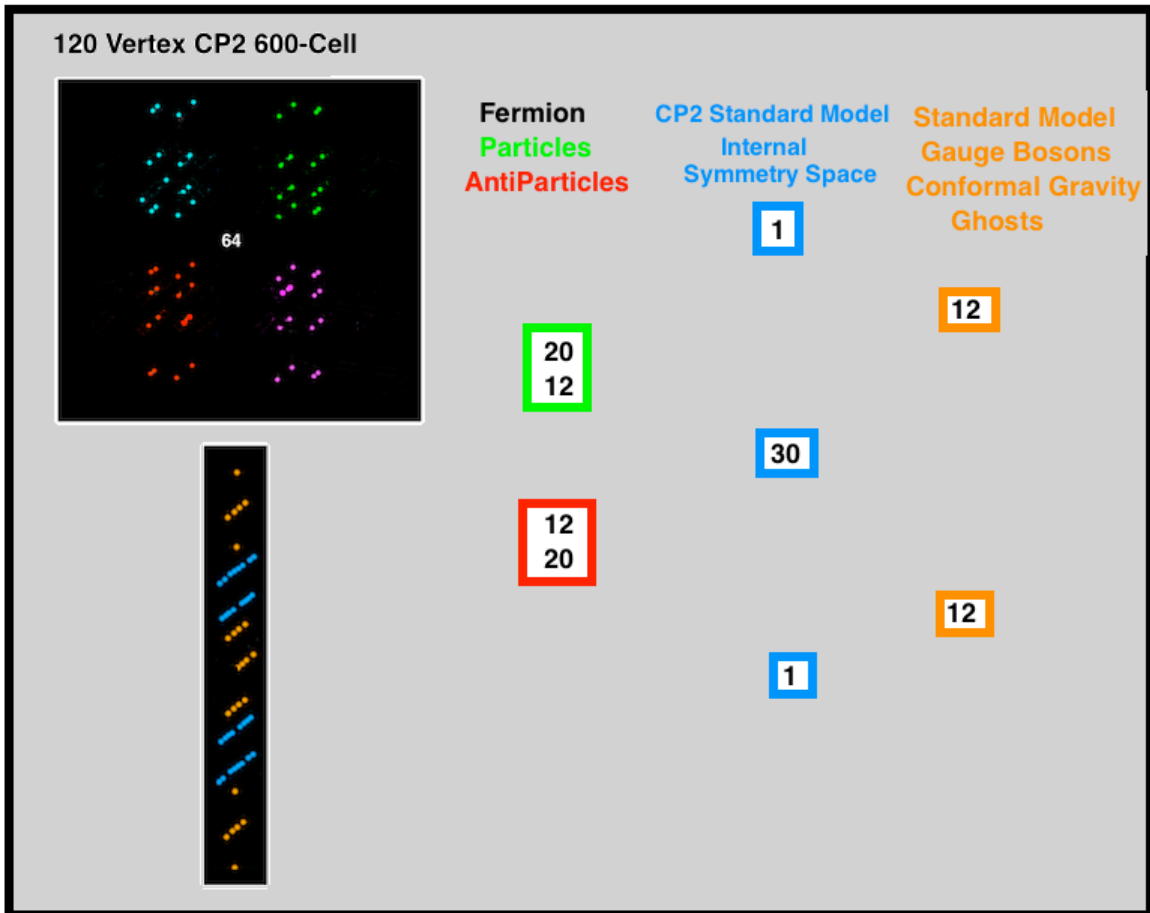 120 Vertex CP2 600-Cell
64
Fermion
Particles
AntiParticles
20
12
12
20
CP2 Standard Model
Internal
Symmetry Space
1
30
1
Standard Model
Gauge Bosons
Conformal Gravity
Ghosts
12
12